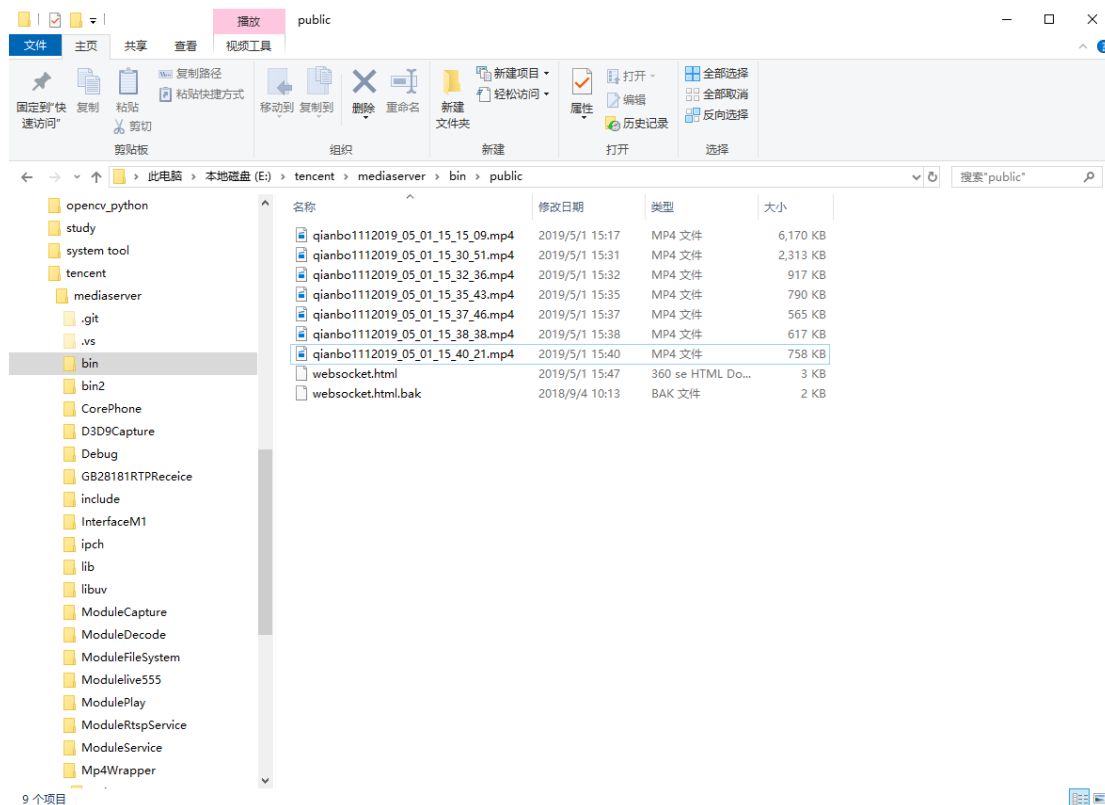 播放
public
文件
主页
共享
查看
视频工具
固定到"快速访问"
复制
粘贴
复制路径
粘贴快捷方式
剪切
剪贴板
移动到
复制到
删除
重命名
组织
新建文件夹
新建项目
轻松访问
新建
属性
打开
编辑
历史记录
打开
全部选择
全部取消
反向选择
选择
此电脑 › 本地磁盘 (E:) › tencent › mediaserver › bin › public
搜索"public"
opencv_python
study
system tool
tencent
mediaserver
.git
.vs
bin
bin2
CorePhone
D3D9Capture
Debug
GB28181RTPReceice
include
InterfaceM1
ipch
lib
libuv
ModuleCapture
ModuleDecode
ModuleFileSystem
Modulelive555
ModulePlay
ModuleRtspService
ModuleService
Mp4Wrapper
名称 修改日期 类型 大小
qianbo1112019_05_01_15_15_09.mp4 2019/5/1 15:17 MP4 文件 6,170 KB
qianbo1112019_05_01_15_30_51.mp4 2019/5/1 15:31 MP4 文件 2,313 KB
qianbo1112019_05_01_15_32_36.mp4 2019/5/1 15:32 MP4 文件 917 KB
qianbo1112019_05_01_15_35_43.mp4 2019/5/1 15:35 MP4 文件 790 KB
qianbo1112019_05_01_15_37_46.mp4 2019/5/1 15:37 MP4 文件 565 KB
qianbo1112019_05_01_15_38_38.mp4 2019/5/1 15:38 MP4 文件 617 KB
qianbo1112019_05_01_15_40_21.mp4 2019/5/1 15:40 MP4 文件 758 KB
websocket.html 2019/5/1 15:47 360 se HTML Do... 3 KB
websocket.html.bak 2018/9/4 10:13 BAK 文件 2 KB
9 个项目